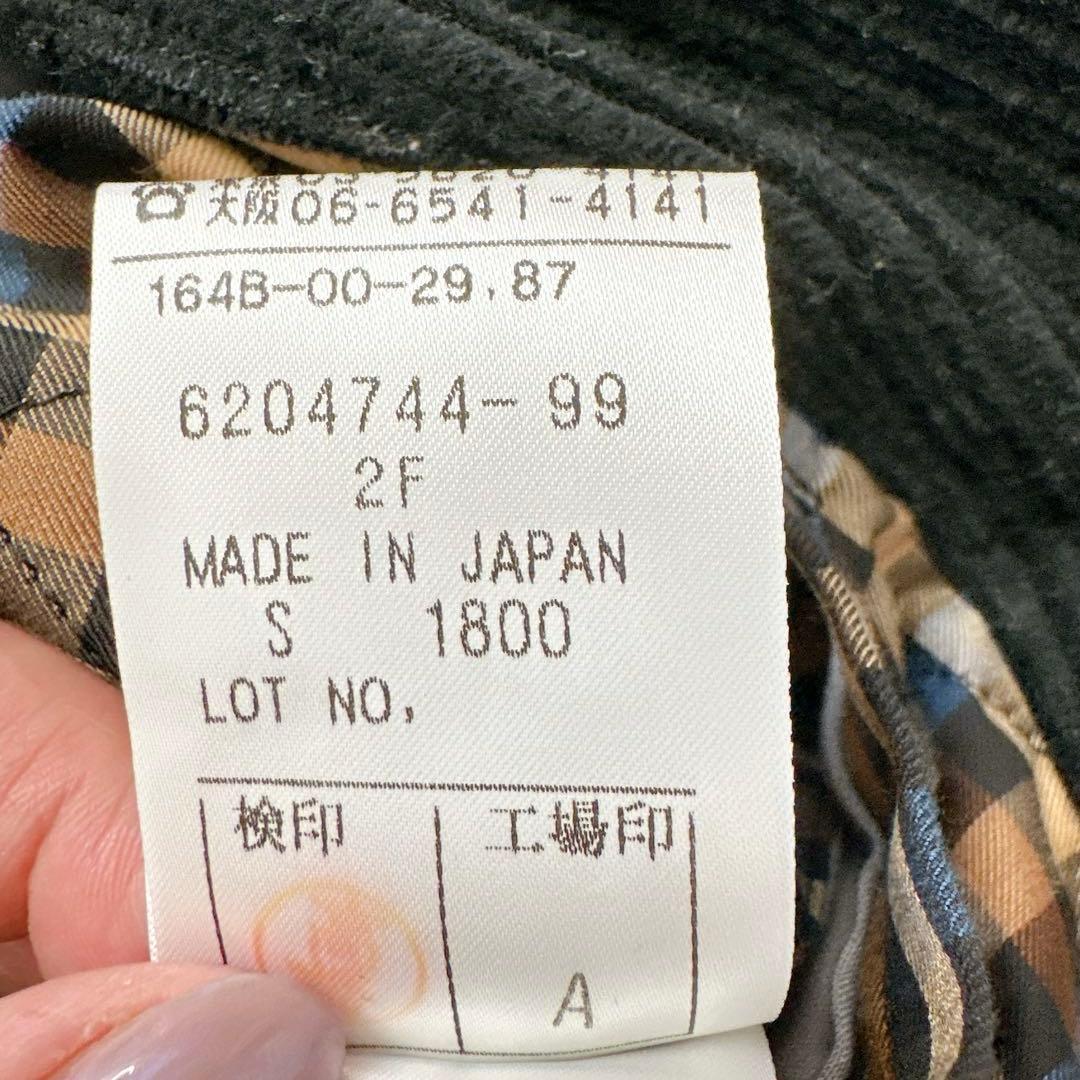 ☎ 大阪06-6541-4141
164B-00-29.87
6204744-99
2F
MADE IN JAPAN
S 1800
LOT NO.
検印 工場印
A